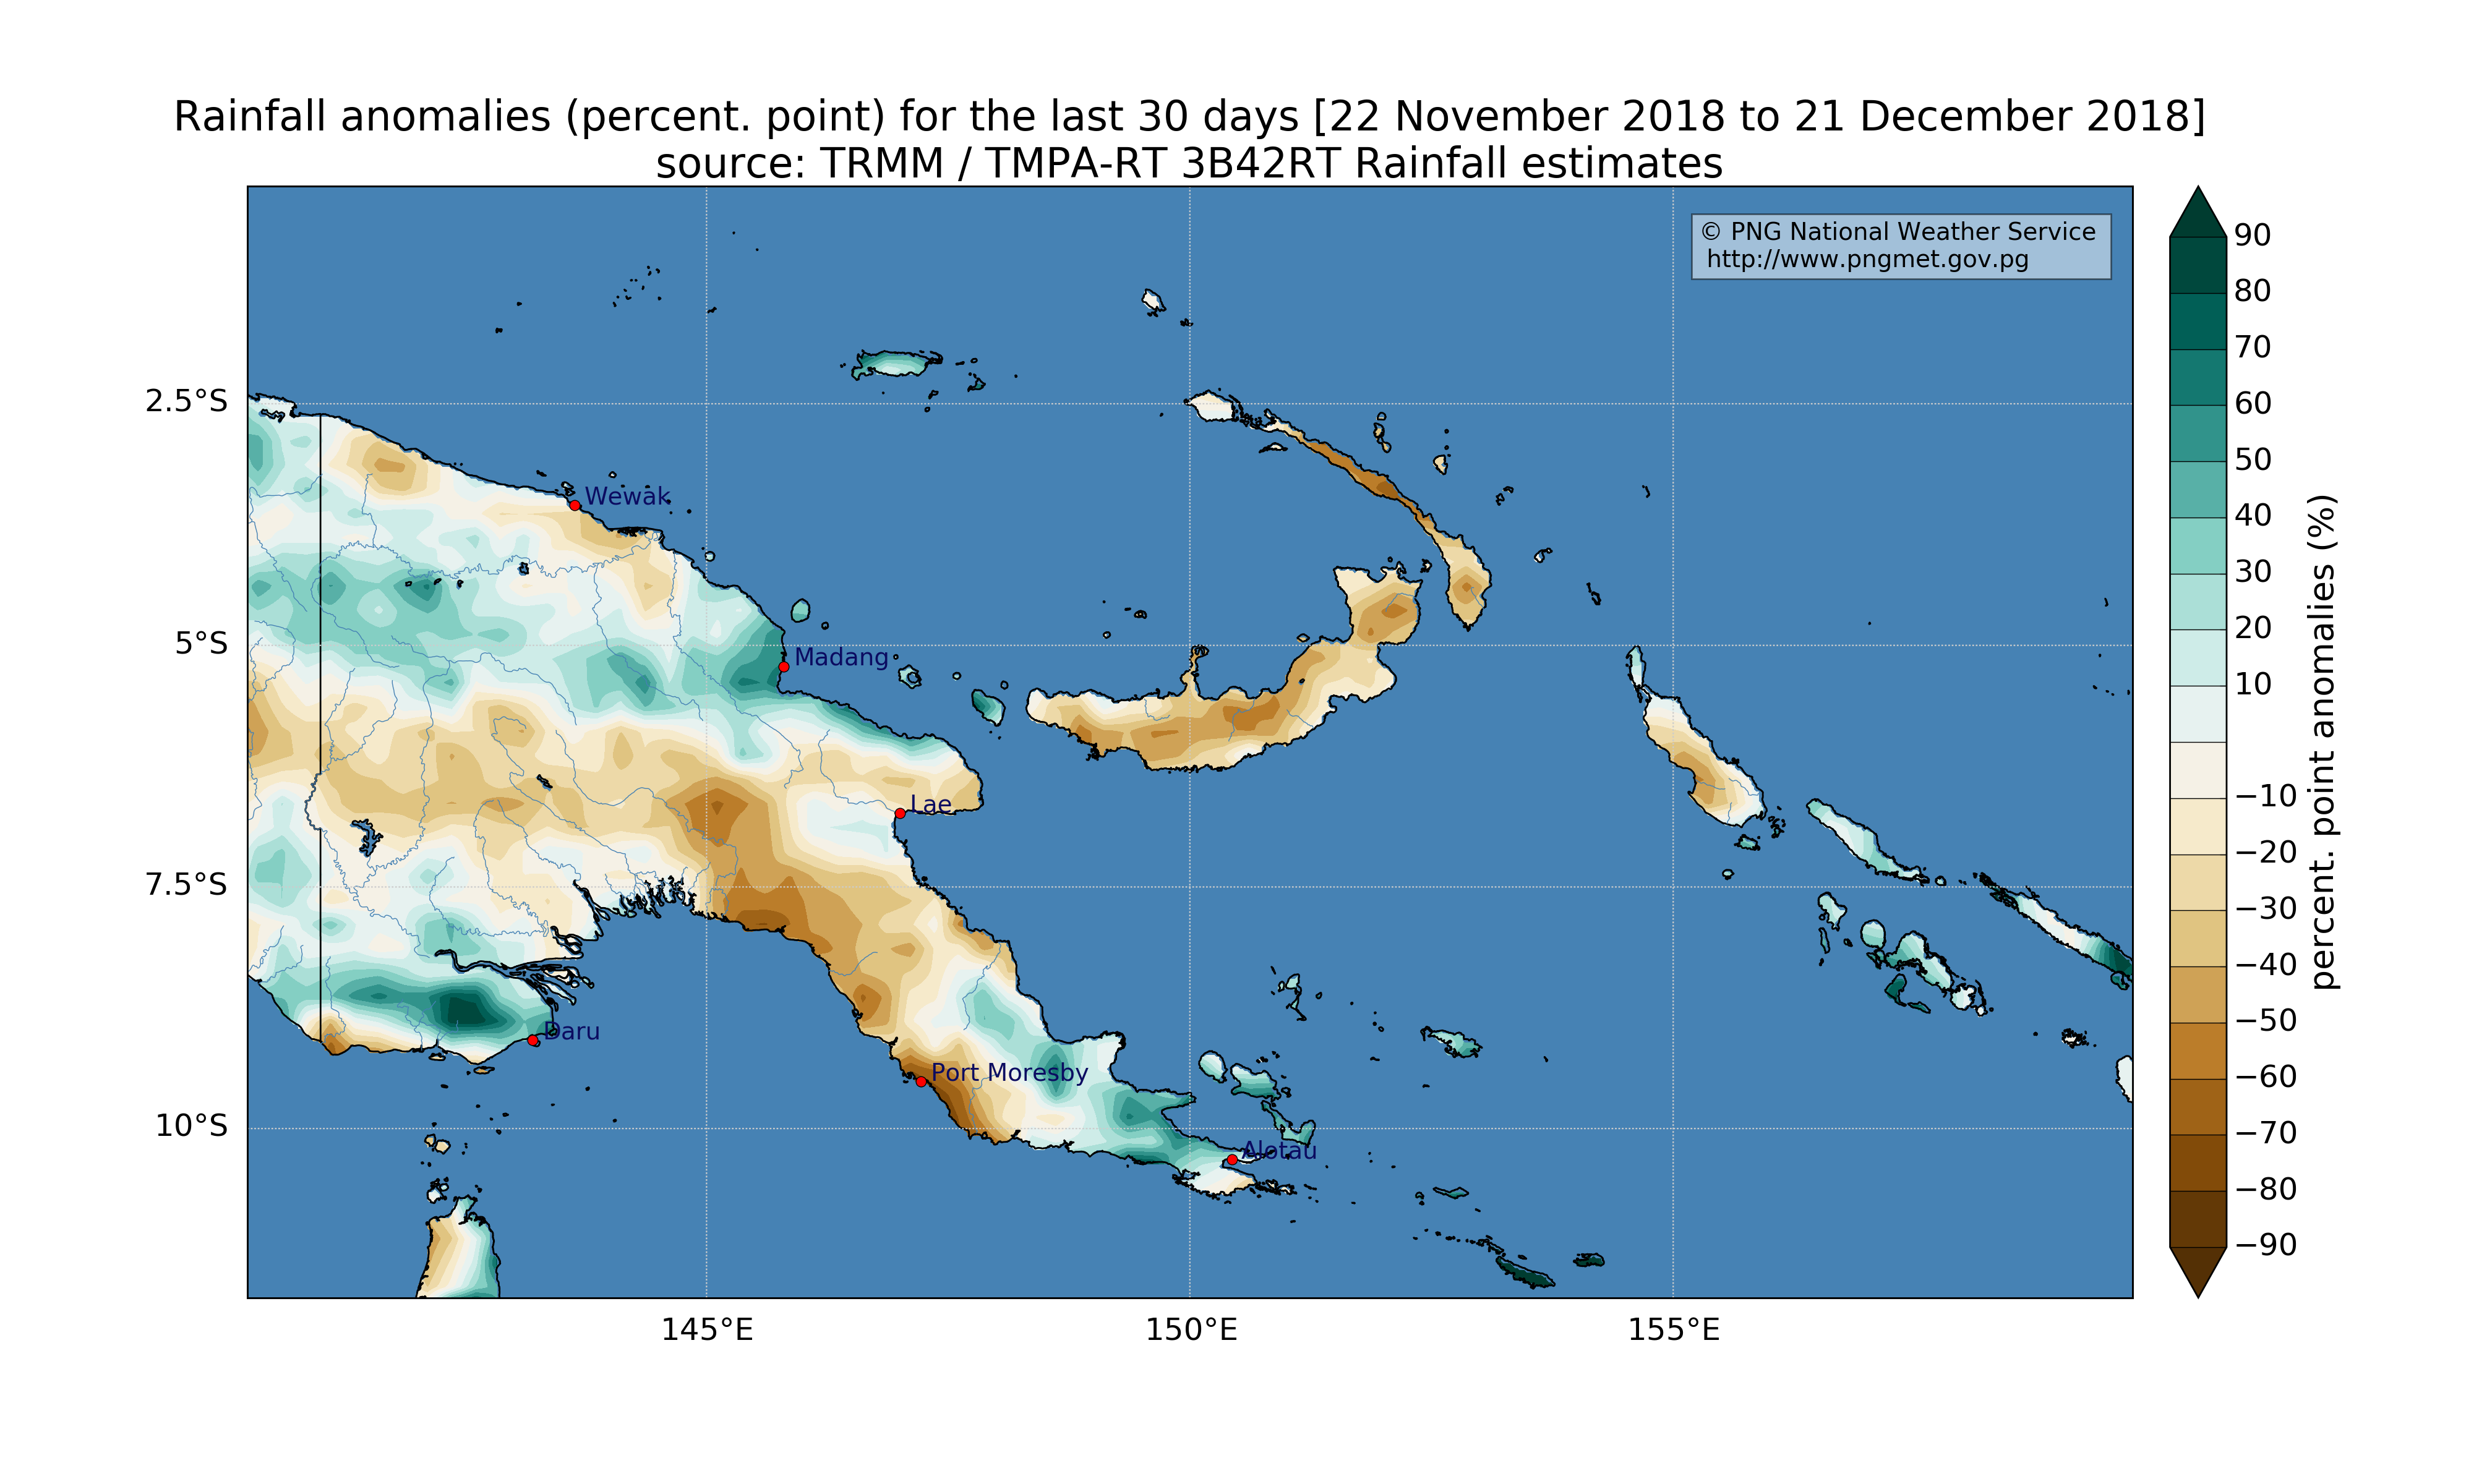 Rainfall anomalies (percent. point) for the last 30 days [22 November 2018 to 21 December 2018]
source: TRMM / TMPA-RT 3B42RT Rainfall estimates
© PNG National Weather Service
http://www.pngmet.gov.pg
2.5°S
5°S
7.5°S
10°S
Wewak
Madang
Lae
Daru
Port Moresby
Alotau
145°E
150°E
155°E
90
80
70
60
50
40
30
20
10
−10
−20
−30
−40
−50
−60
−70
−80
−90
percent. point anomalies (%)